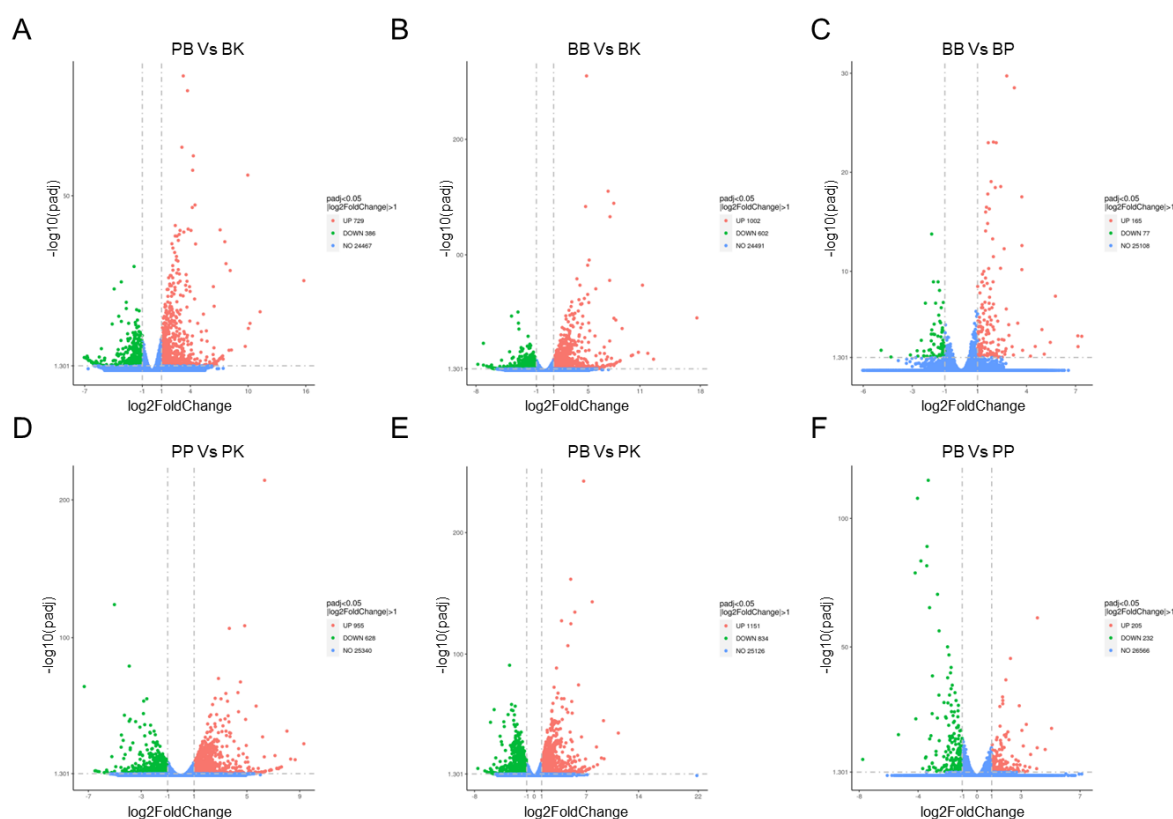 A
PB Vs BK
-log10(padj)
50
1.301
-7
-1
1
4
10
16
log2FoldChange
padj<0.05
|log2FoldChange|>1
UP 729
DOWN 386
NO 24467
B
BB Vs BK
-log10(padj)
200
00
1.301
-8
-1
1
5
11
18
log2FoldChange
padj<0.05
|log2FoldChange|>1
UP 1002
DOWN 602
NO 24491
C
BB Vs BP
-log10(padj)
30
20
10
1.301
-6
-3
-1
1
4
7
log2FoldChange
padj<0.05
|log2FoldChange|>1
UP 165
DOWN 77
NO 25108
D
PP Vs PK
-log10(padj)
200
100
1.301
-7
-1
1
5
9
log2FoldChange
padj<0.05
|log2FoldChange|>1
UP 955
DOWN 628
NO 25340
E
PB Vs PK
-log10(padj)
200
100
1.301
-8
-1
0
1
7
22
log2FoldChange
padj<0.05
|log2FoldChange|>1
UP 1151
DOWN 834
NO 25126
F
PB Vs PP
-log10(padj)
100
50
1.301
-8
-4
-1
1
3
7
log2FoldChange
padj<0.05
|log2FoldChange|>1
UP 205
DOWN 232
NO 26566